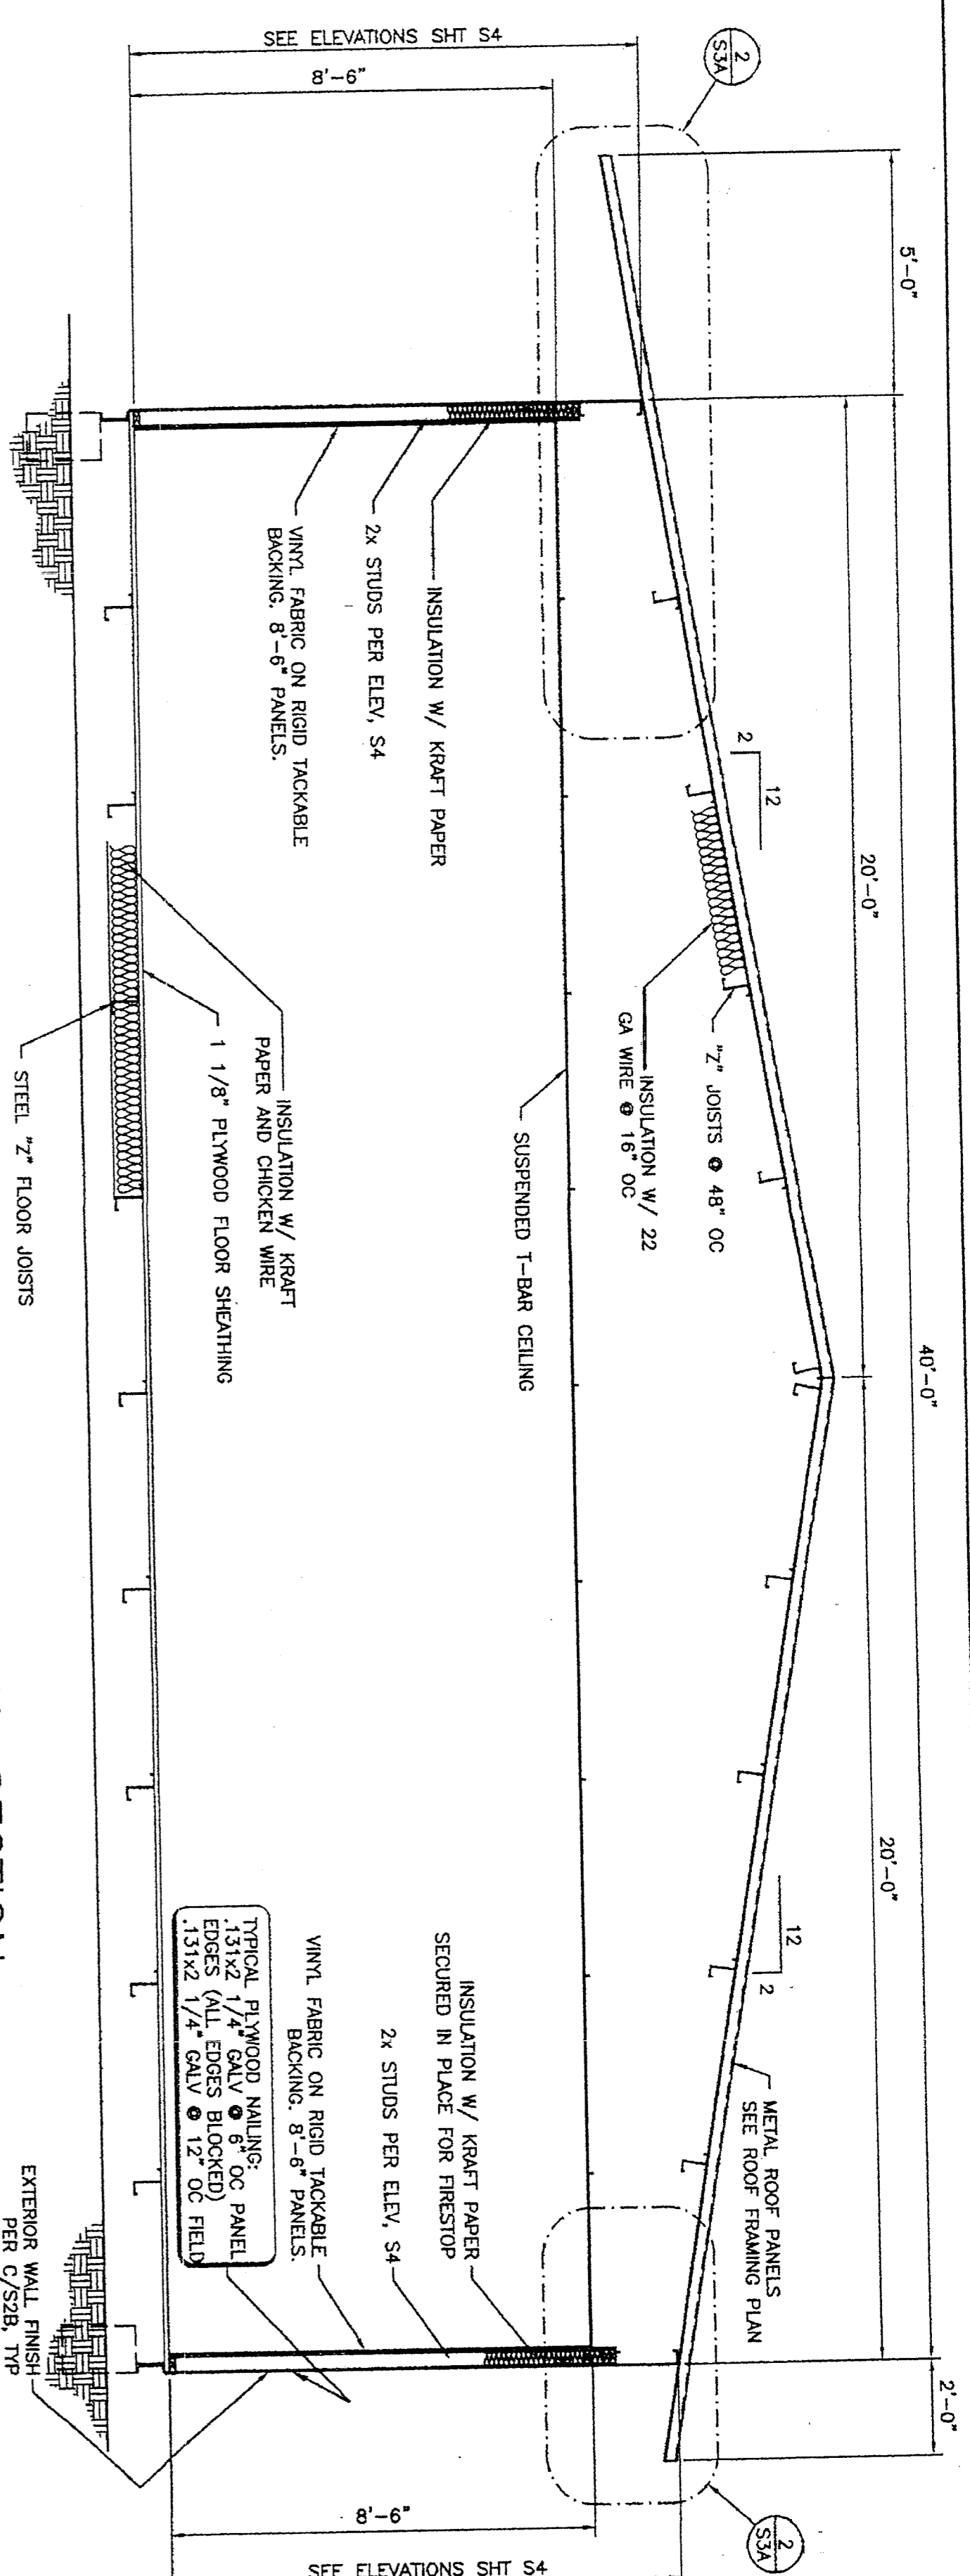 2
S3A
SEE ELEVATIONS SHT S4
8'-6"
5'-0"
20'-0"
40'-0"
20'-0"
2'-0"
2
12
12
2
"Z" JOISTS @ 48" OC
INSULATION W/ 22
GA WIRE @ 16" OC
METAL ROOF PANELS
SEE ROOF FRAMING PLAN
SUSPENDED T-BAR CEILING
INSULATION W/ KRAFT PAPER
2x STUDS PER ELEV, S4
VINYL FABRIC ON RIGID TACKABLE
BACKING. 8'-6" PANELS.
INSULATION W/ KRAFT
PAPER AND CHICKEN WIRE
1 1/8" PLYWOOD FLOOR SHEATHING
STEEL "Z" FLOOR JOISTS
INSULATION W/ KRAFT PAPER
SECURED IN PLACE FOR FIRESTOP
2x STUDS PER ELEV, S4
VINYL FABRIC ON RIGID TACKABLE
BACKING. 8'-6" PANELS.
TYPICAL PLYWOOD NAILING:
.131x2 1/4" GALV @ 6" OC PANEL
EDGES (ALL EDGES BLOCKED)
.131x2 1/4" GALV @ 12" OC FIELD
EXTERIOR WALL FINISH
PER C/S2B, TYP
2
S3A
8'-6"
SEE ELEVATIONS SHT S4